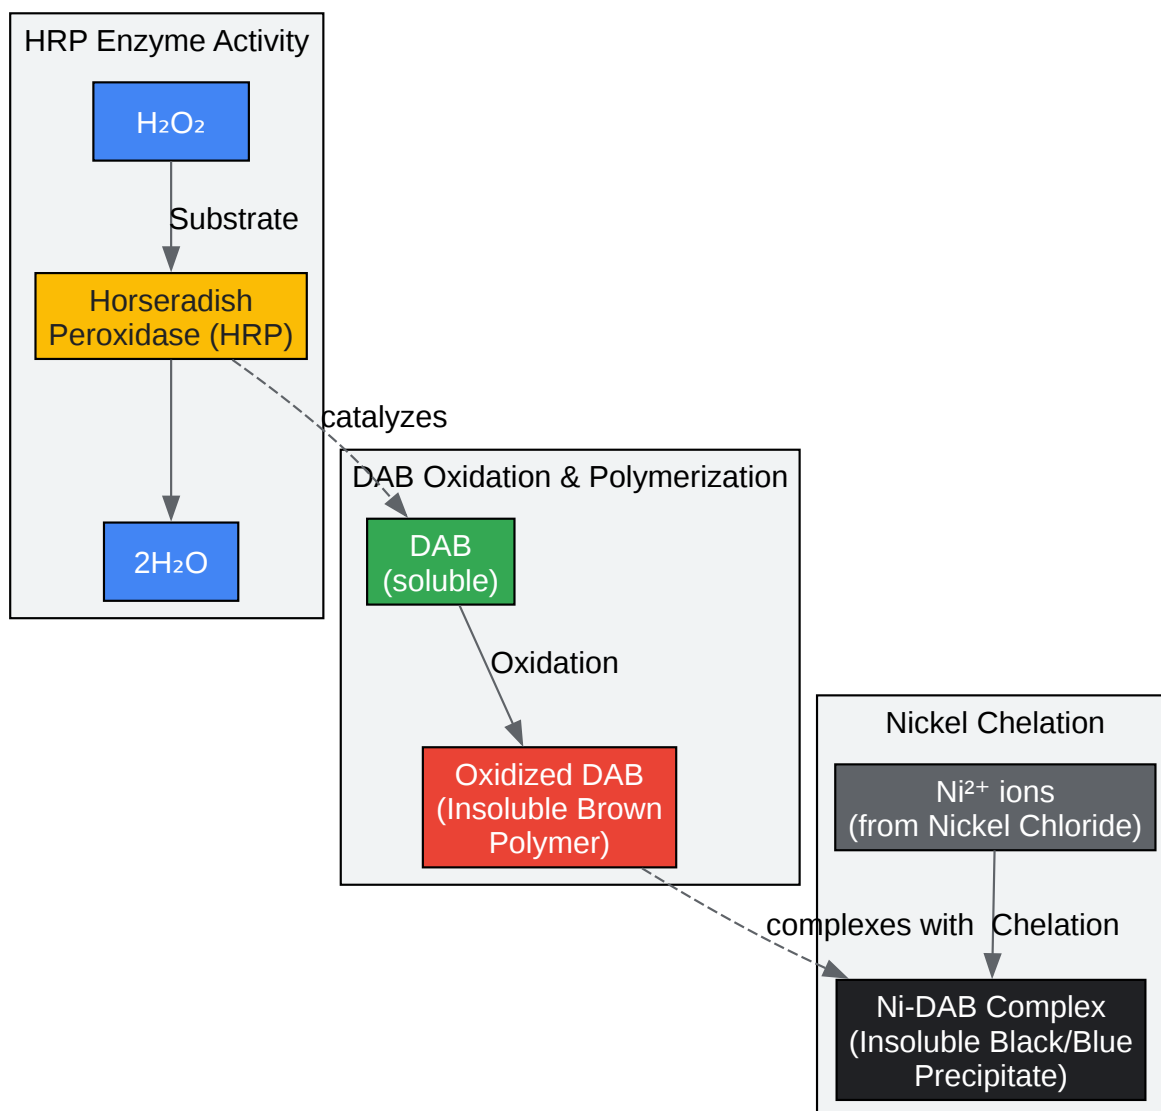 HRP Enzyme Activity
H₂O₂
Substrate
Horseradish
Peroxidase (HRP)
catalyzes
2H₂O
DAB Oxidation & Polymerization
DAB
(soluble)
Oxidation
Oxidized DAB
(Insoluble Brown
Polymer)
Nickel Chelation
Ni²⁺ ions
(from Nickel Chloride)
complexes with
Chelation
Ni-DAB Complex
(Insoluble Black/Blue
Precipitate)